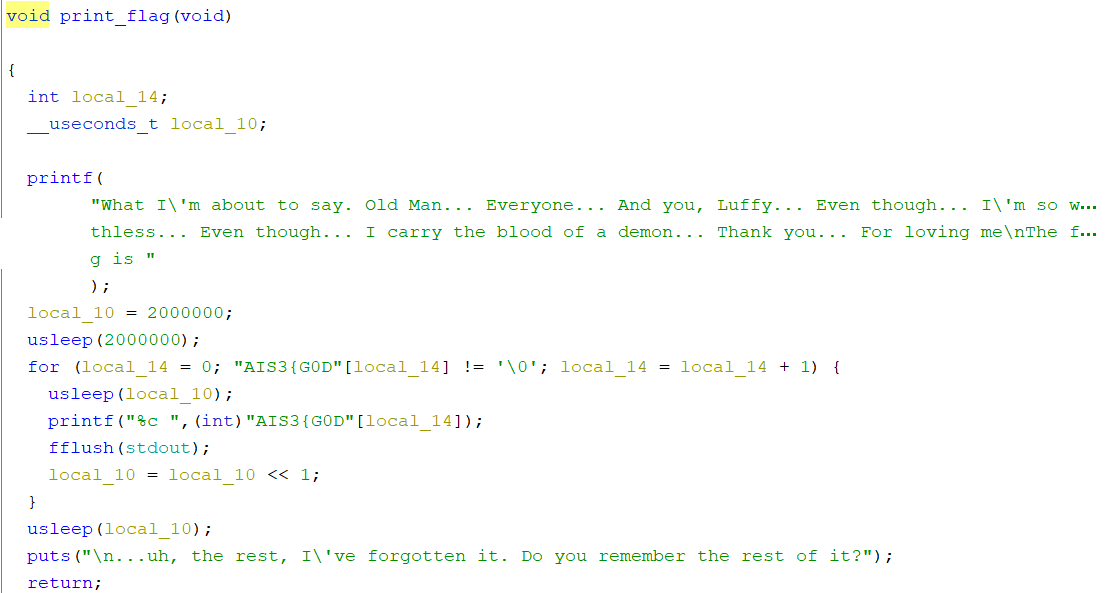 void print_flag(void)
{
int local_14;
__useconds_t local_10;
printf(
"What I\'m about to say. Old Man... Everyone... And you, Luffy... Even though... I\'m so w...
thless... Even though... I carry the blood of a demon... Thank you... For loving me\nThe f...
g is "
);
local_10 = 2000000;
usleep(2000000);
for (local_14 = 0; "AIS3{G0D"[local_14] != '\0'; local_14 = local_14 + 1) {
usleep(local_10);
printf("%c ",(int)"AIS3{G0D"[local_14]);
fflush(stdout);
local_10 = local_10 << 1;
}
usleep(local_10);
puts("\n...uh, the rest, I\'ve forgotten it. Do you remember the rest of it?");
return;